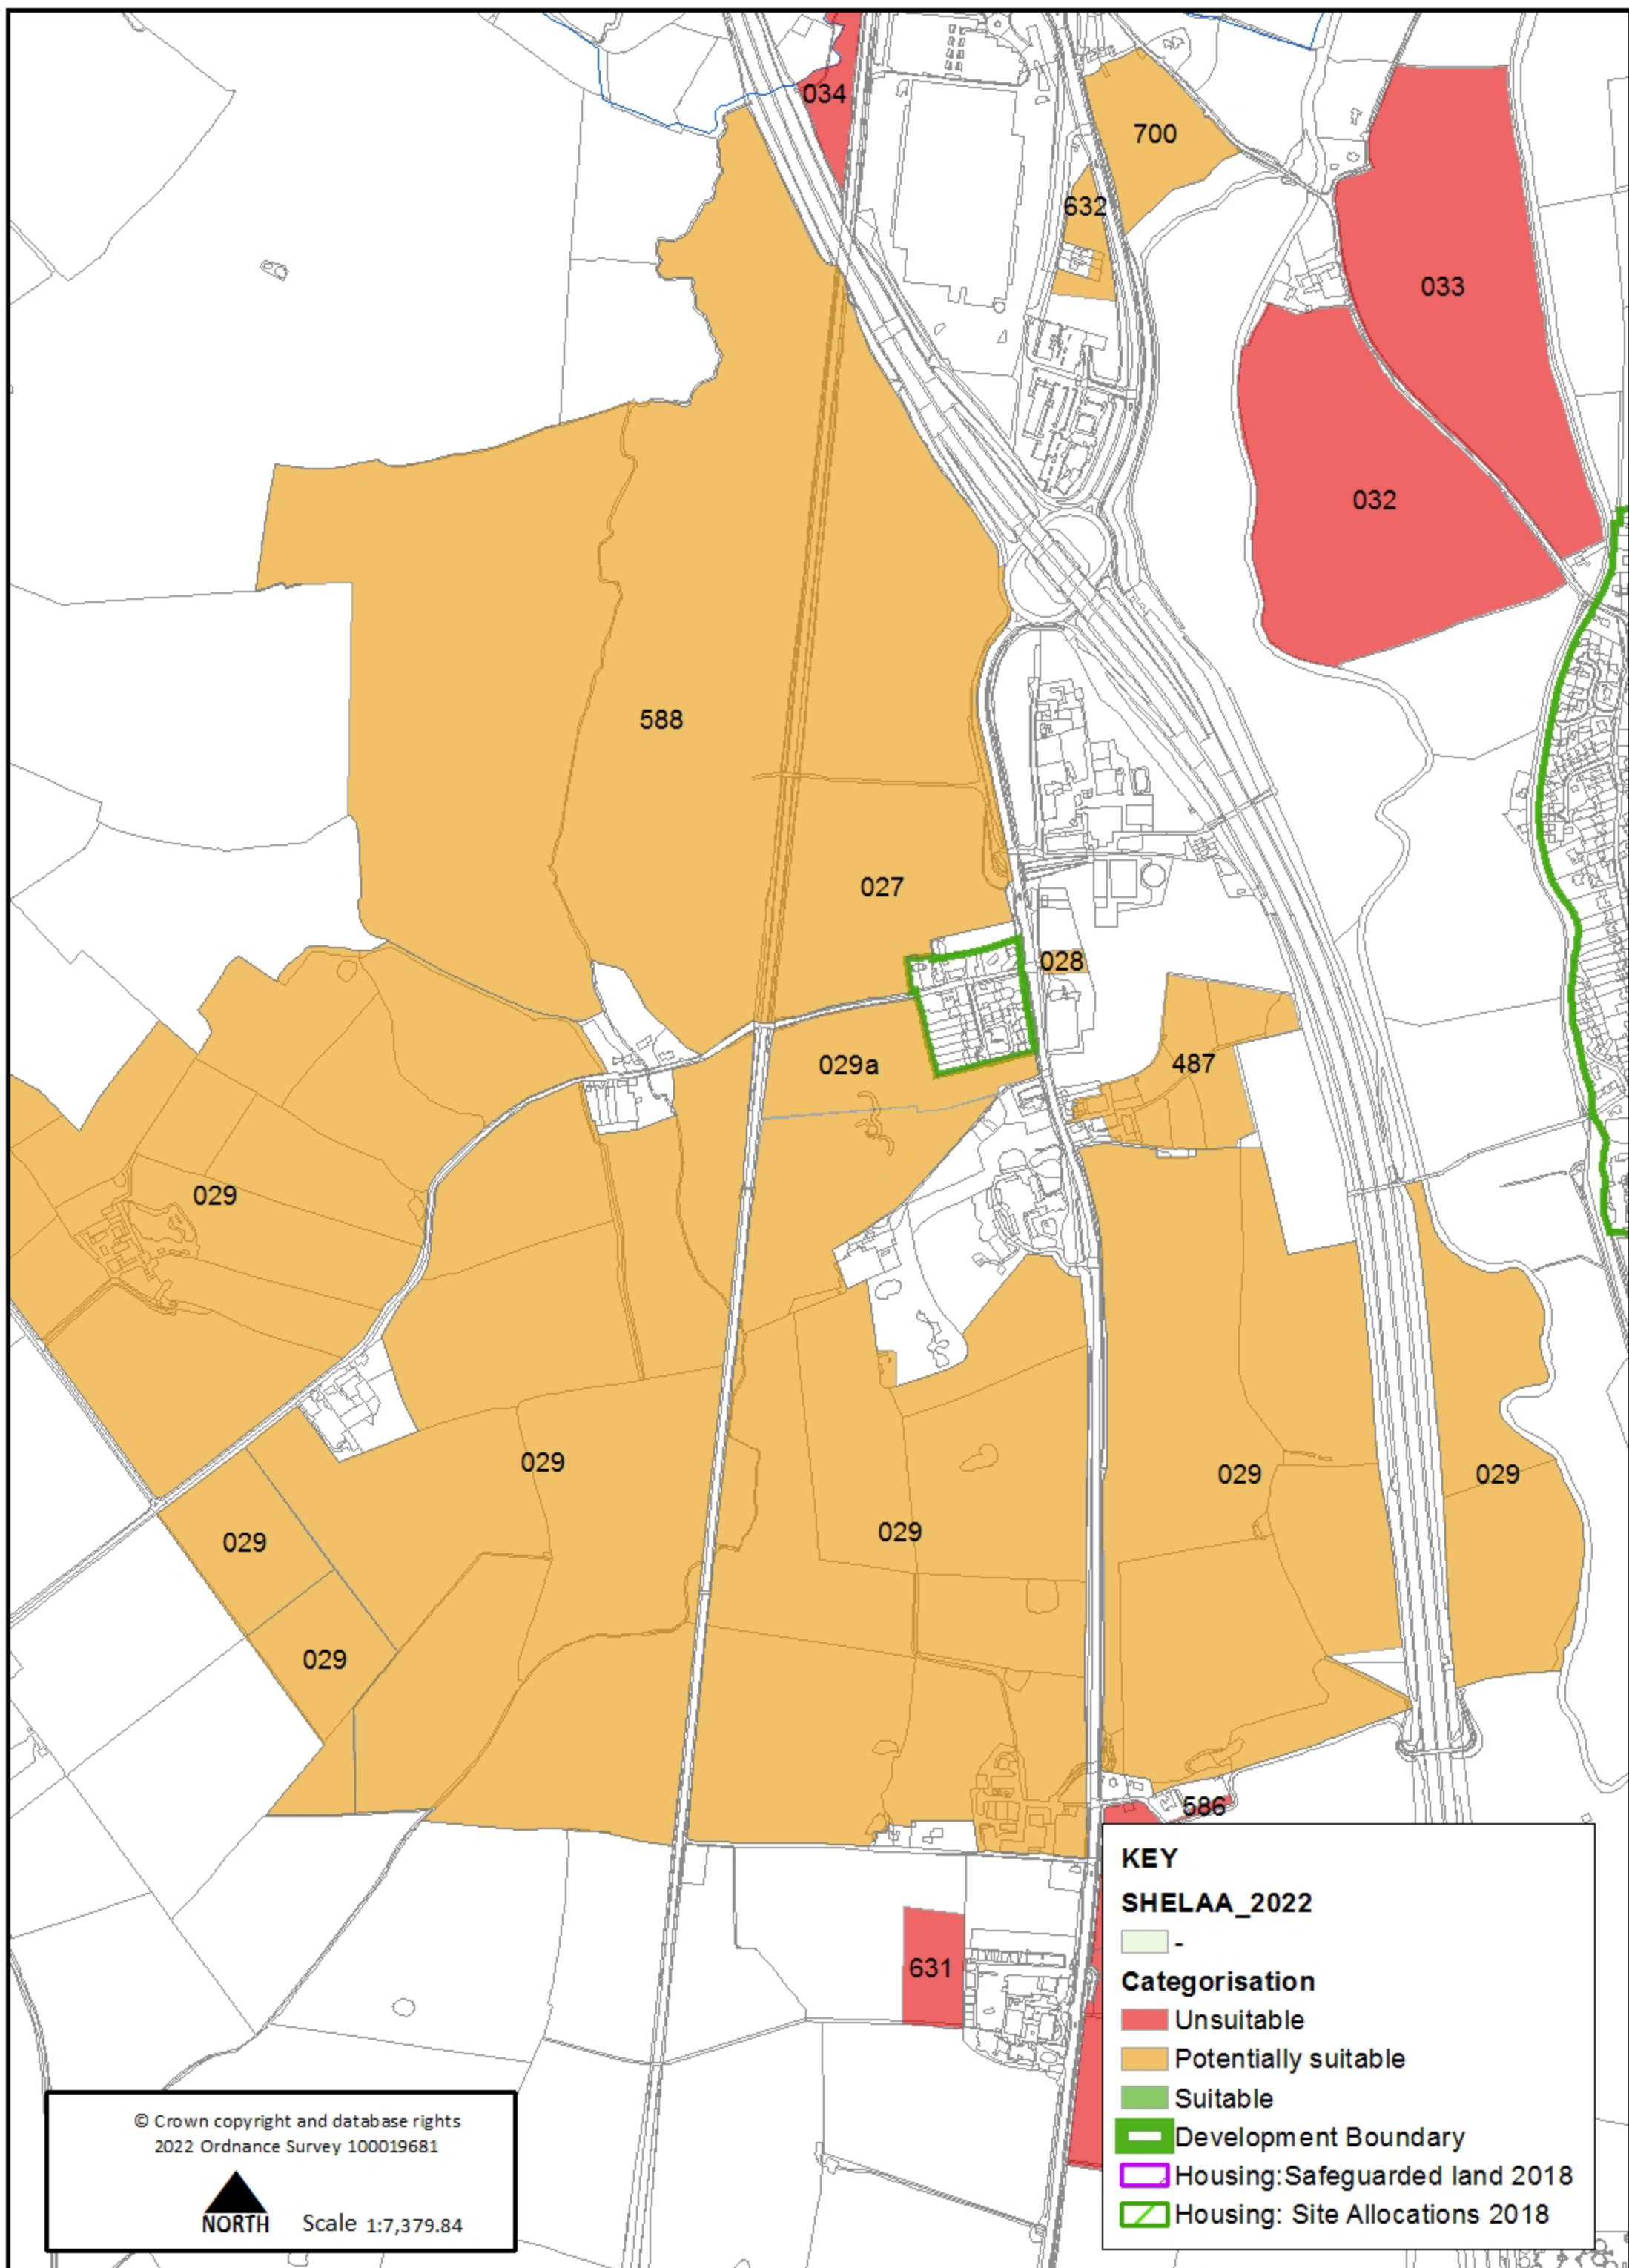 034
700
632
033
032
588
027
028
029a
487
029
029
029
029
029
029
029
586
631
KEY
SHELAA_2022
-
Categorisation
Unsuitable
Potentially suitable
Suitable
Development Boundary
Housing:Safeguarded land 2018
Housing: Site Allocations 2018
© Crown copyright and database rights
2022 Ordnance Survey 100019681
NORTH Scale 1:7,379.84